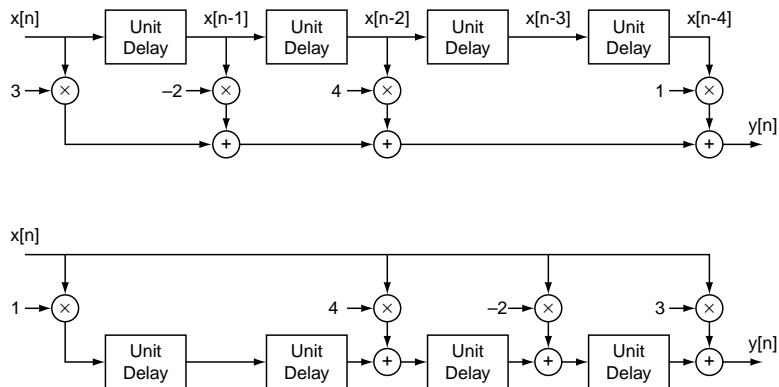 x[n] x[n-1] x[n-2] x[n-3] x[n-4]
Unit Delay
Unit Delay
Unit Delay
Unit Delay
3 × –2 × 4 × 1 ×
+ + + y[n]
x[n]
1 × 4 × –2 × 3 ×
Unit Delay
Unit Delay
+
Unit Delay
+
Unit Delay
+
y[n]